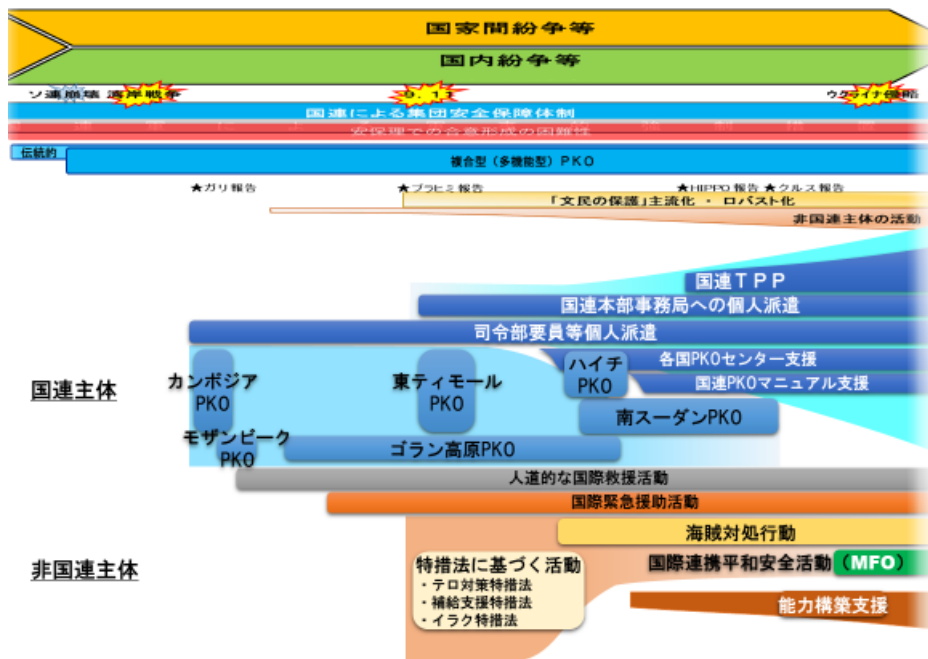 国家間紛争等
国内紛争等
ソ連崩壊 湾岸戦争
ウクライナ侵略
国連による集団安全保障体制
安保理での合意形成の困難性
伝統的
複合型（多機能型）PKO
★ガリ報告
★ブラヒミ報告
★HIPPO報告 ★クルス報告
「文民の保護」主流化 ・ ロバスト化
非国連主体の活動
国連TPP
国連本部事務局への個人派遣
司令部要員等個人派遣
国連主体
カンボジア
PKO
東ティモール
PKO
ハイチ
PKO
各国PKOセンター支援
国連PKOマニュアル支援
南スーダンPKO
モザンビーク
PKO
ゴラン高原PKO
人道的な国際救援活動
国際緊急援助活動
海賊対処行動
非国連主体
特措法に基づく活動
・テロ対策特措法
・補給支援特措法
・イラク特措法
国際連携平和安全活動（MFO）
能力構築支援